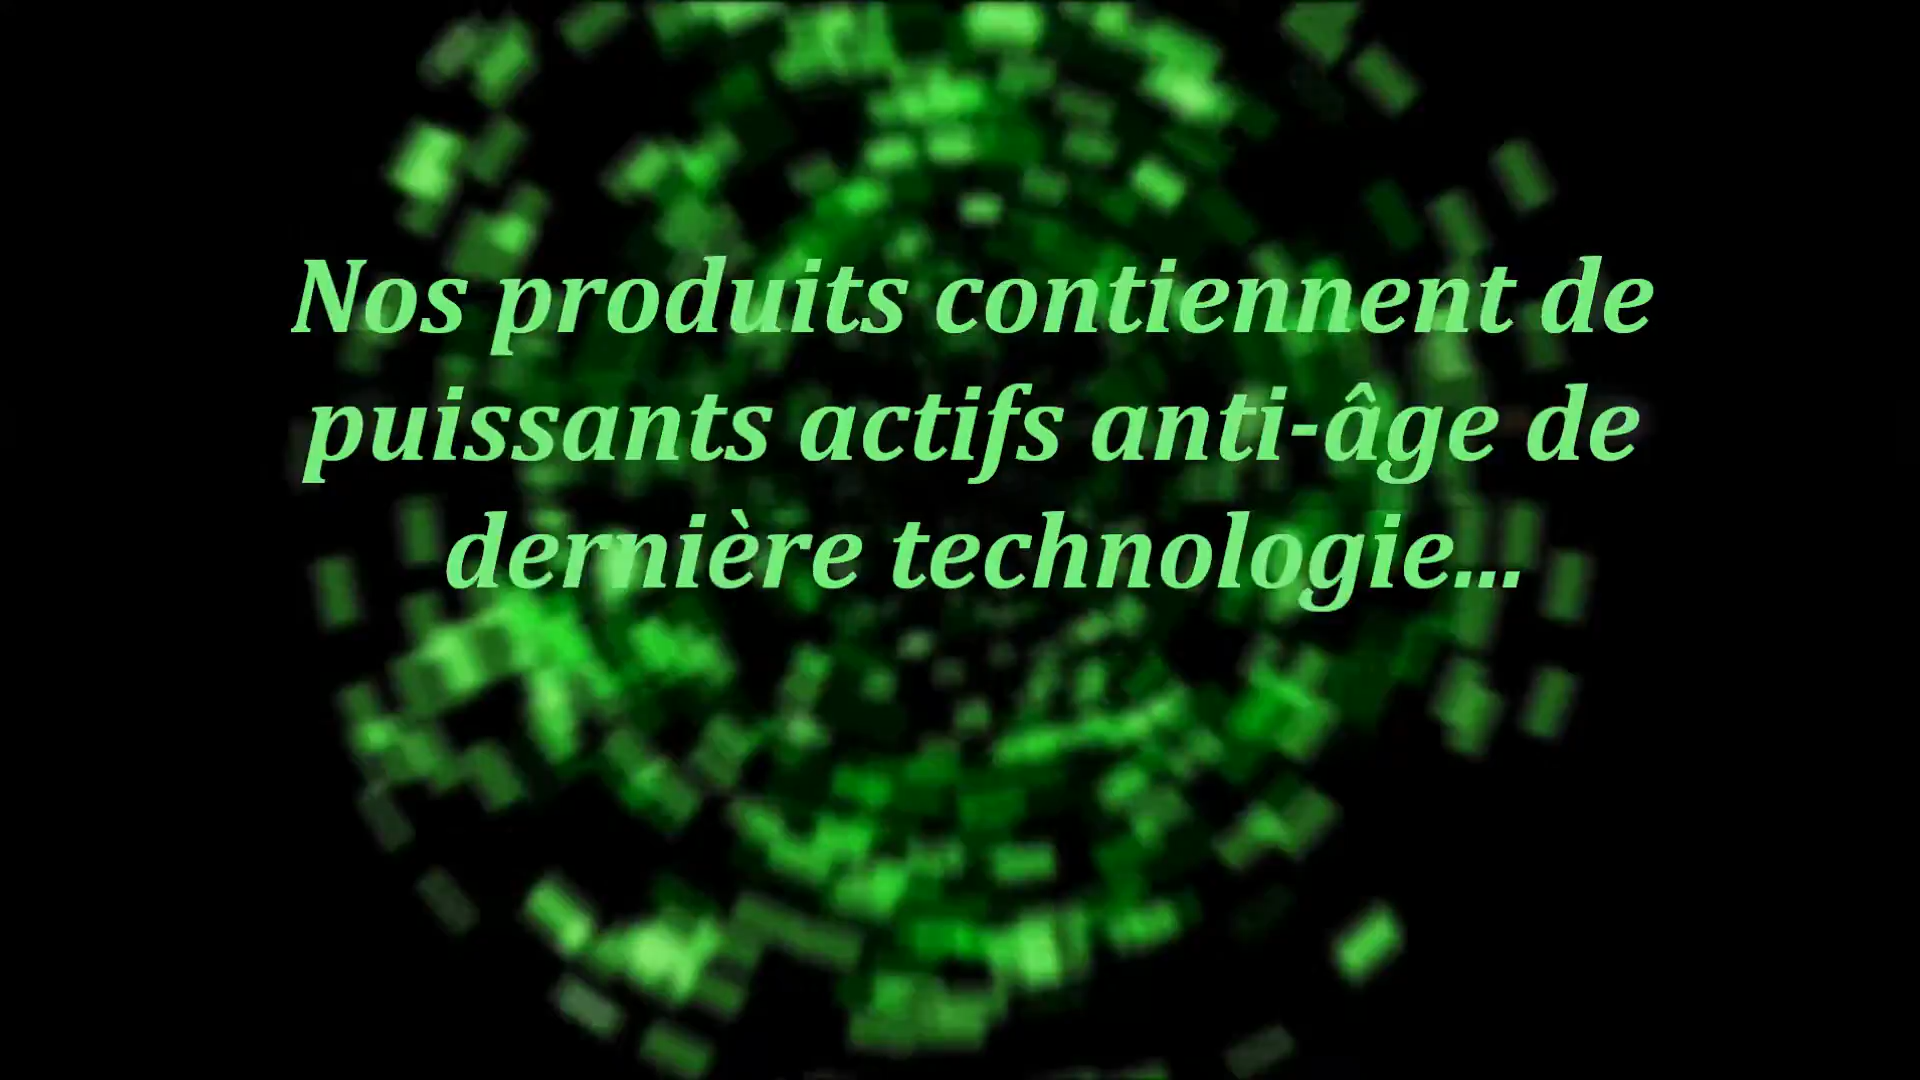 Nos produits contiennent de
puissants actifs anti-âge de
dernière technologie...